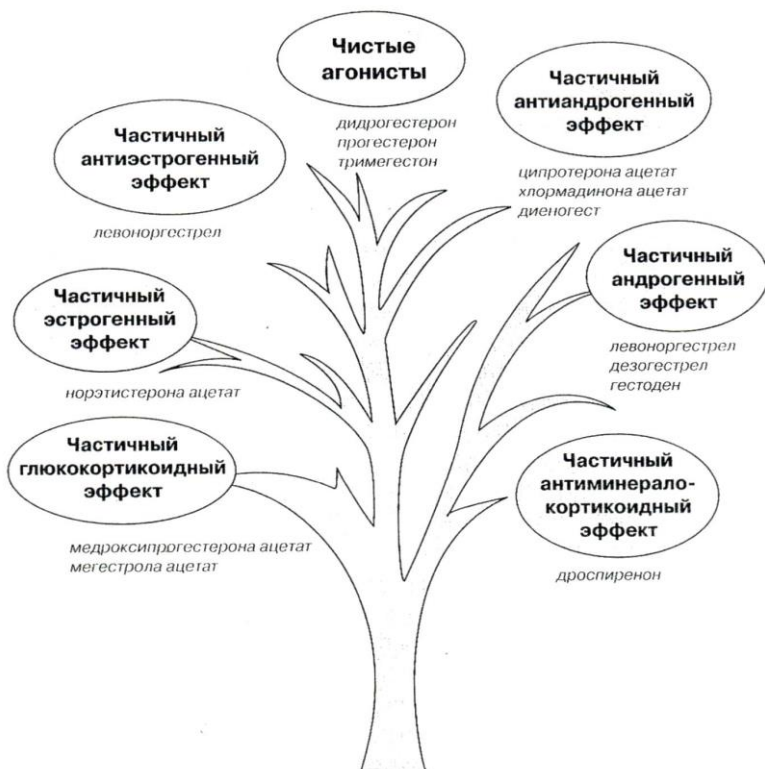 Чистые
агонисты
дидрогестерон
прогестерон
тримегестон
Частичный
антиандрогенный
эффект
ципротерона ацетат
хлормадинона ацетат
диеногест
Частичный
антиэстрогенный
эффект
левоноргестрел
Частичный
андрогенный
эффект
левоноргестрел
дезогестрел
гестоден
Частичный
эстрогенный
эффект
норэтистерона ацетат
Частичный
глюкокортикоидный
эффект
медроксипрогестерона ацетат
мегестрола ацетат
Частичный
антиминерало-
кортикоидный
эффект
дроспиренон